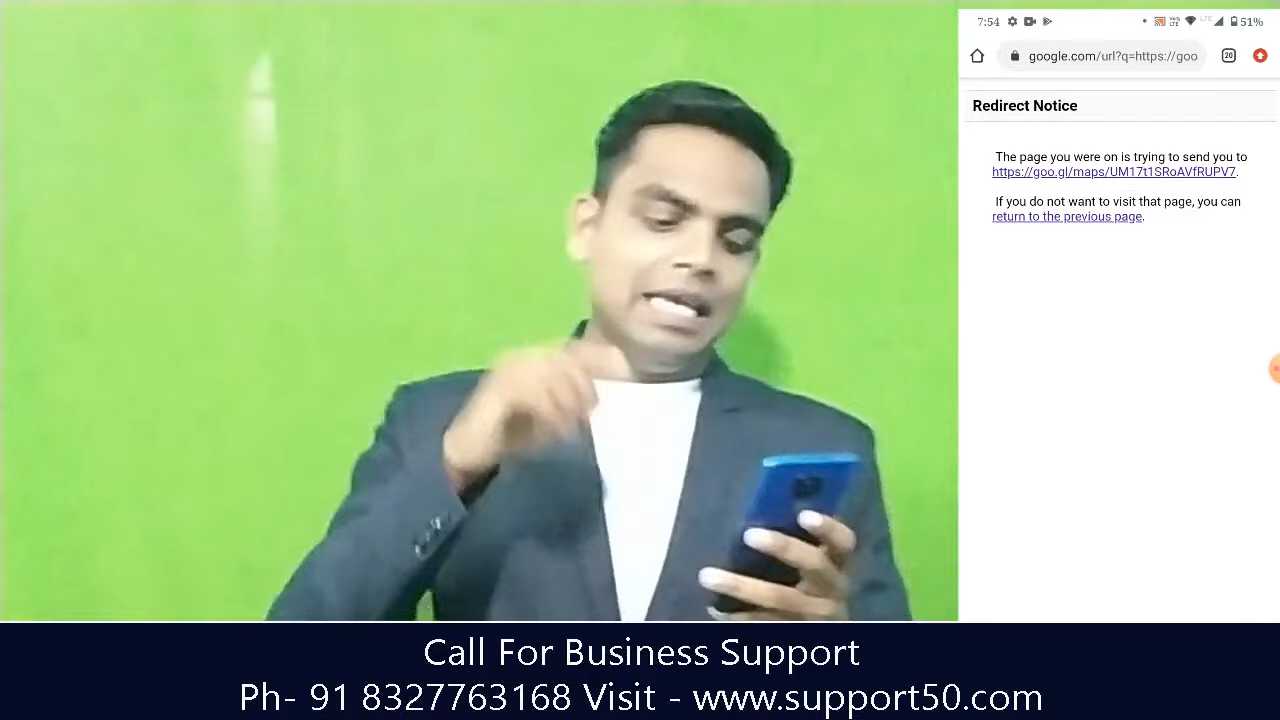 7:54
51%
google.com/url?q=https://goo
20
Redirect Notice
The page you were on is trying to send you to
https://goo.gl/maps/UM17t1SRoAVfRUPV7.
If you do not want to visit that page, you can
return to the previous page.
Call For Business Support
Ph- 91 8327763168 Visit - www.support50.com